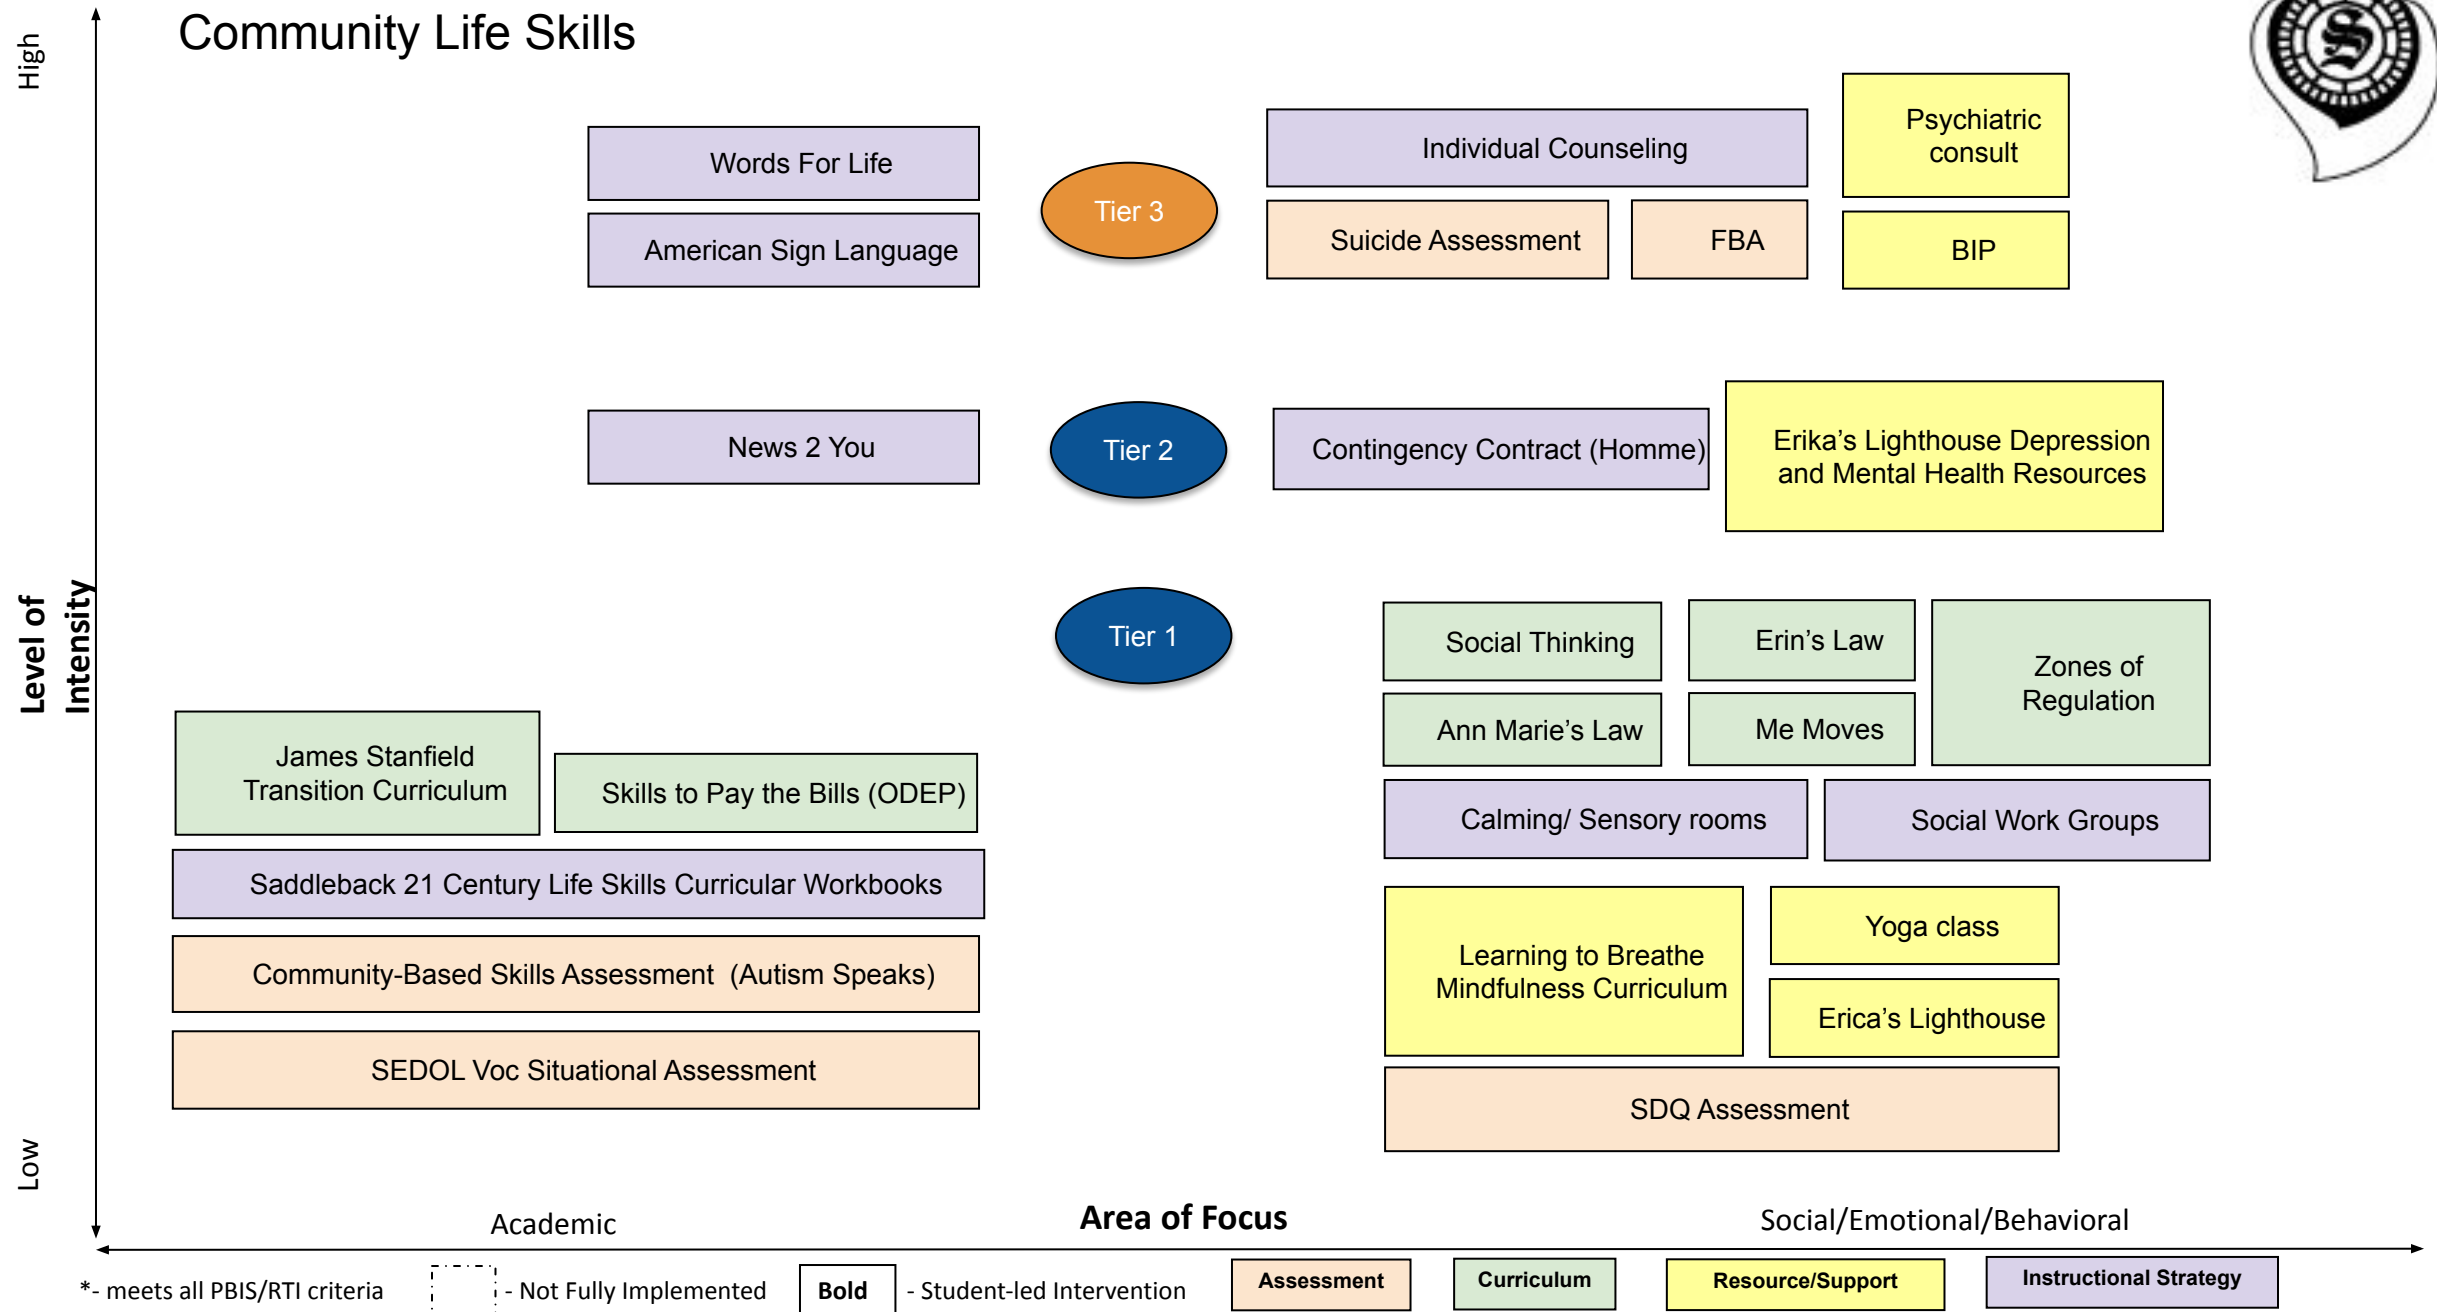 Community Life Skills
High
Words For Life
American Sign Language
Tier 3
Individual Counseling
Psychiatric
consult
Suicide Assessment
FBA
BIP
News 2 You
Tier 2
Contingency Contract (Homme)
Erika’s Lighthouse Depression
and Mental Health Resources
Level of
Intensity
Tier 1
Social Thinking
Erin’s Law
Zones of
Regulation
Ann Marie’s Law
Me Moves
James Stanfield
Transition Curriculum
Skills to Pay the Bills (ODEP)
Calming/ Sensory rooms
Social Work Groups
Saddleback 21 Century Life Skills Curricular Workbooks
Learning to Breathe
Mindfulness Curriculum
Yoga class
Erica’s Lighthouse
Community-Based Skills Assessment (Autism Speaks)
SEDOL Voc Situational Assessment
SDQ Assessment
Low
Academic
Area of Focus
Social/Emotional/Behavioral
*- meets all PBIS/RTI criteria
- Not Fully Implemented
Bold
- Student-led Intervention
Assessment
Curriculum
Resource/Support
Instructional Strategy
S